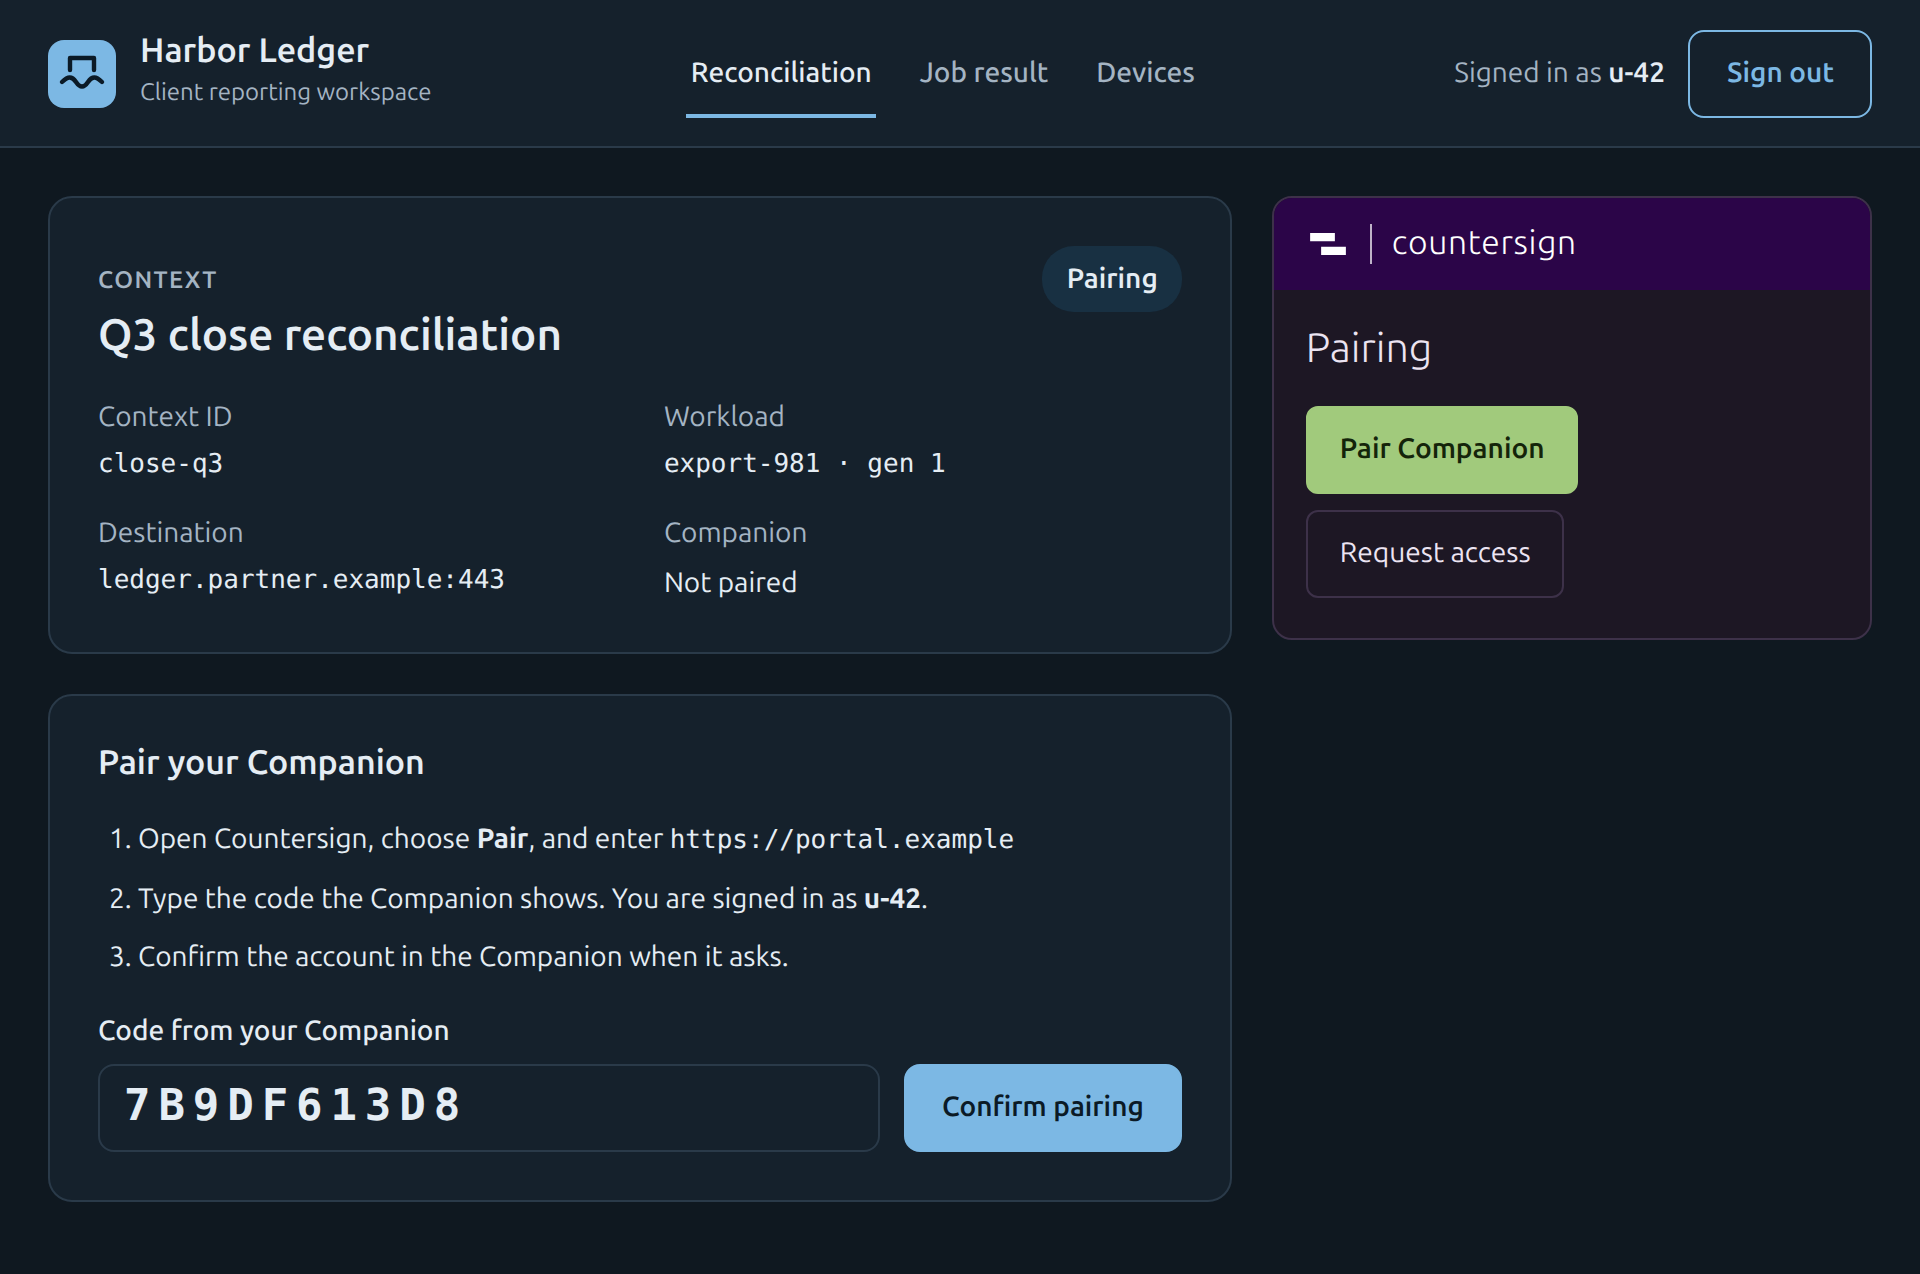 Harbor Ledger
Client reporting workspace
Reconciliation
Job result
Devices
Signed in as u-42
Sign out
CONTEXT
Pairing
Q3 close reconciliation
Context ID
close-q3
Workload
export-981 · gen 1
Destination
ledger.partner.example:443
Companion
Not paired
countersign
Pairing
Pair Companion
Request access
Pair your Companion
1. Open Countersign, choose Pair, and enter https://portal.example
2. Type the code the Companion shows. You are signed in as u-42.
3. Confirm the account in the Companion when it asks.
Code from your Companion
7B9DF613D8
Confirm pairing